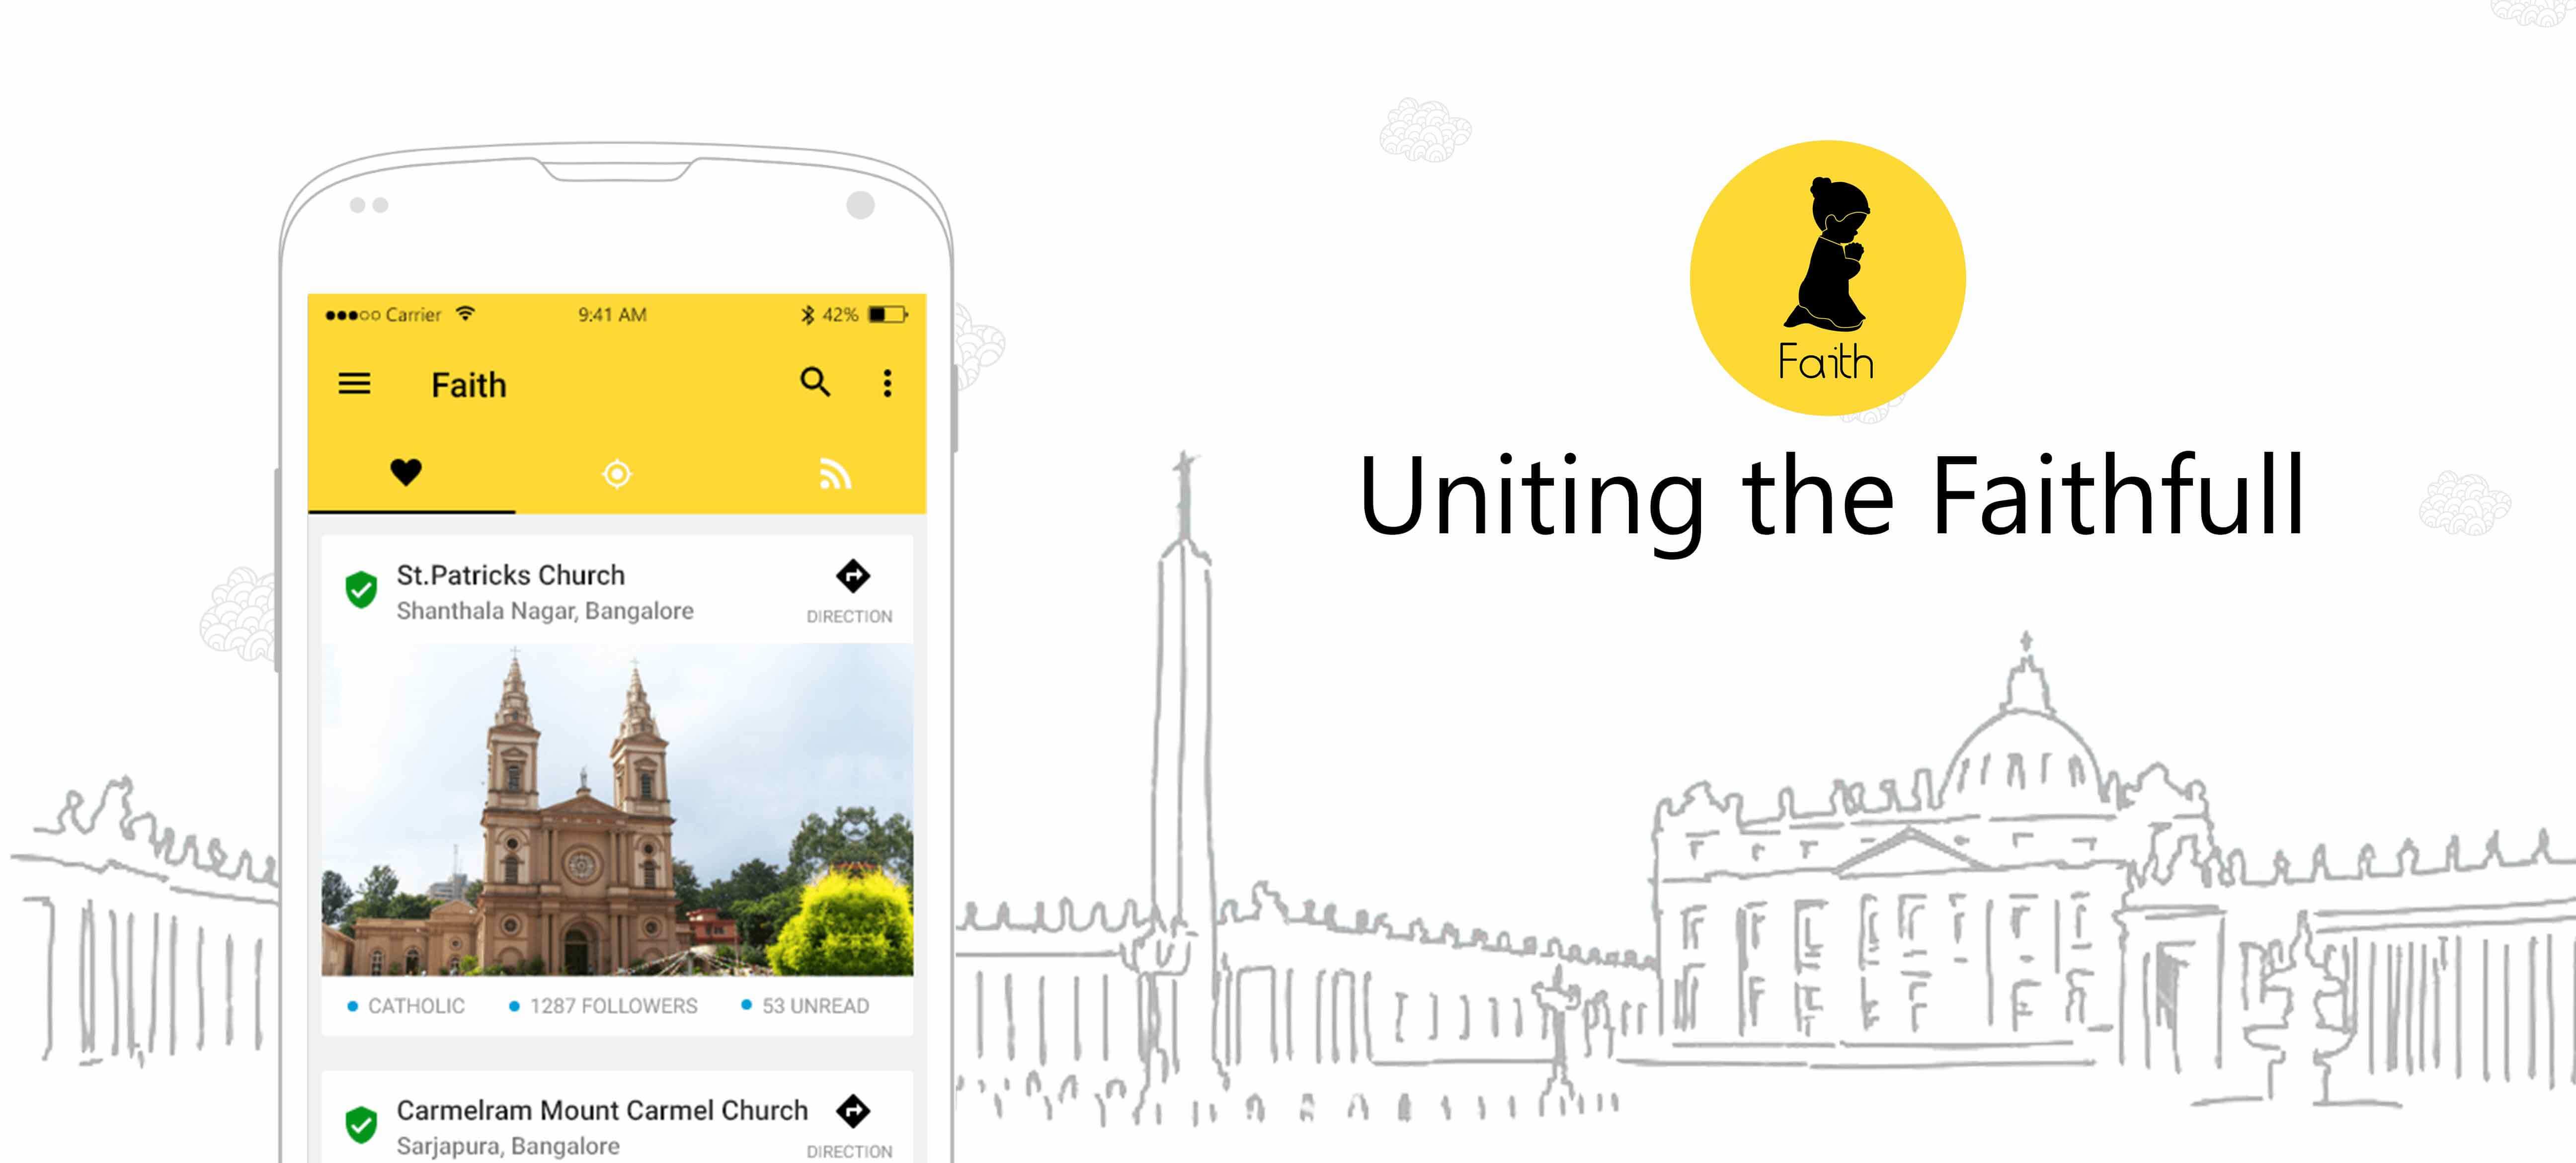 Carrier 9:41 AM 42%
Faith
St.Patricks Church
Shanthala Nagar, Bangalore
DIRECTION
CATHOLIC 1287 FOLLOWERS 53 UNREAD
Carmelram Mount Carmel Church
Sarjapura, Bangalore
DIRECTION
Faith
Uniting the Faithfull